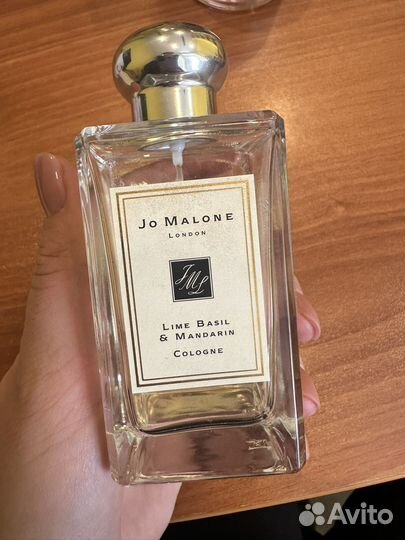 Jo Malone
London
JML
Lime Basil
& Mandarin
Cologne
Avito